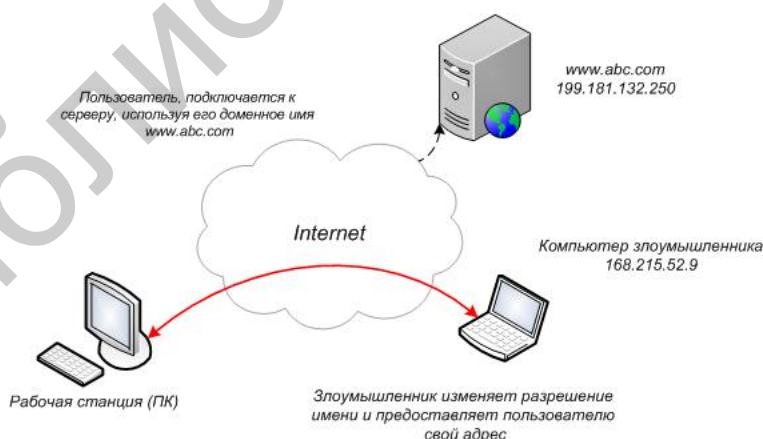 www.abc.com
199.181.132.250
Пользователь, подключается к
серверу, используя его доменное имя
www.abc.com
Internet
Компьютер злоумышленника
168.215.52.9
Рабочая станция (ПК)
Злоумышленник изменяет разрешение
имени и предоставляет пользователю
свой адрес